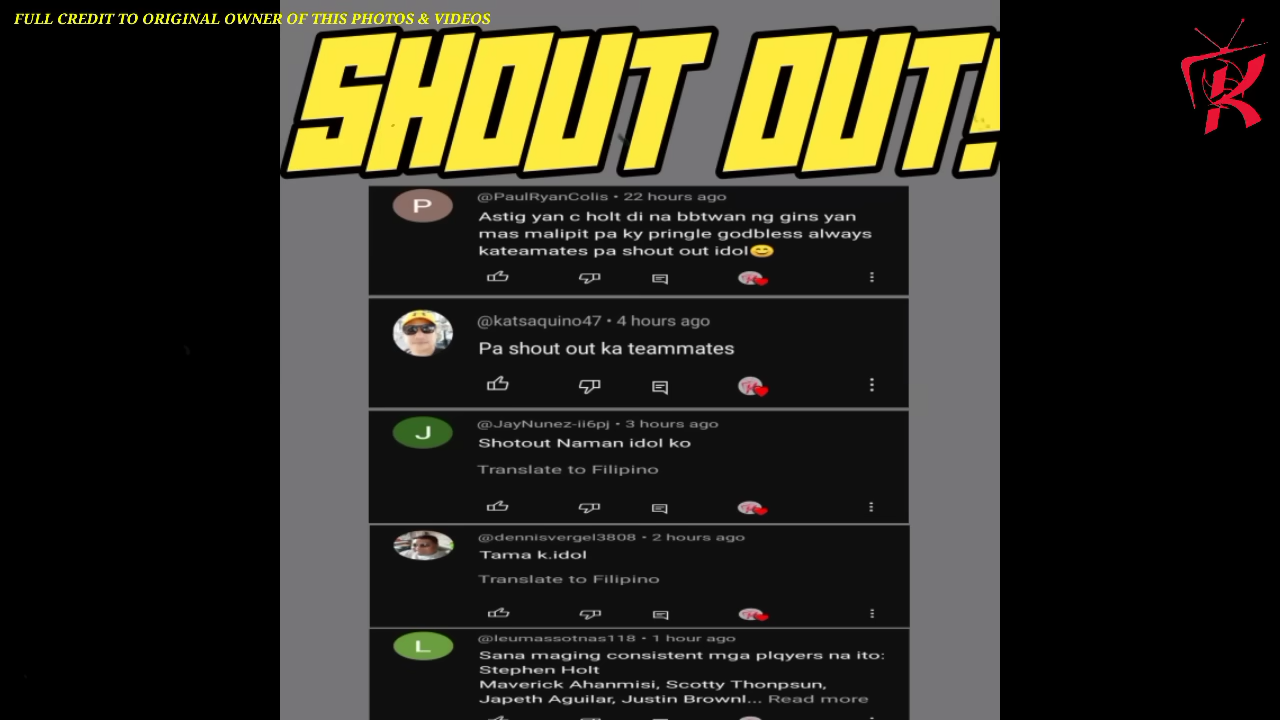 FULL CREDIT TO ORIGINAL OWNER OF THIS PHOTOS & VIDEOS
SHOUT OUT!
P
@PaulRyanColis • 22 hours ago
Astig yan c holt di na bbtwan ng gins yan
mas malipit pa ky pringle godbless always
kateamates pa shout out idol😊
@katsaquino47 • 4 hours ago
Pa shout out ka teammates
J
@JayNunez-ii6pj • 3 hours ago
Shotout Naman idol ko
Translate to Filipino
@dennisvergel3808 • 2 hours ago
Tama k.idol
Translate to Filipino
L
@leumassotnas118 • 1 hour ago
Sana maging consistent mga plqyers na ito:
Stephen Holt
Maverick Ahanmisi, Scotty Thonpsun,
Japeth Aguilar, Justin Brownl... Read more